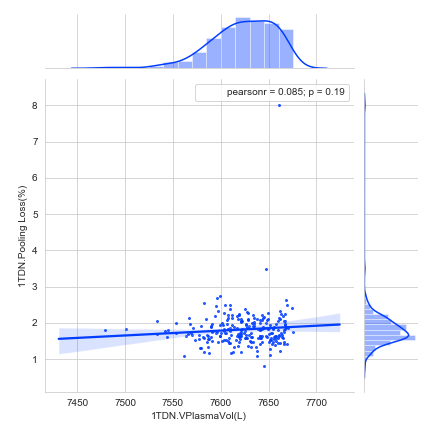 pearsonr = 0.085; p = 0.19
8
7
6
5
4
3
2
1
1TDN.Pooling Loss(%)
7450 7500 7550 7600 7650 7700
1TDN.VPlasmaVol(L)